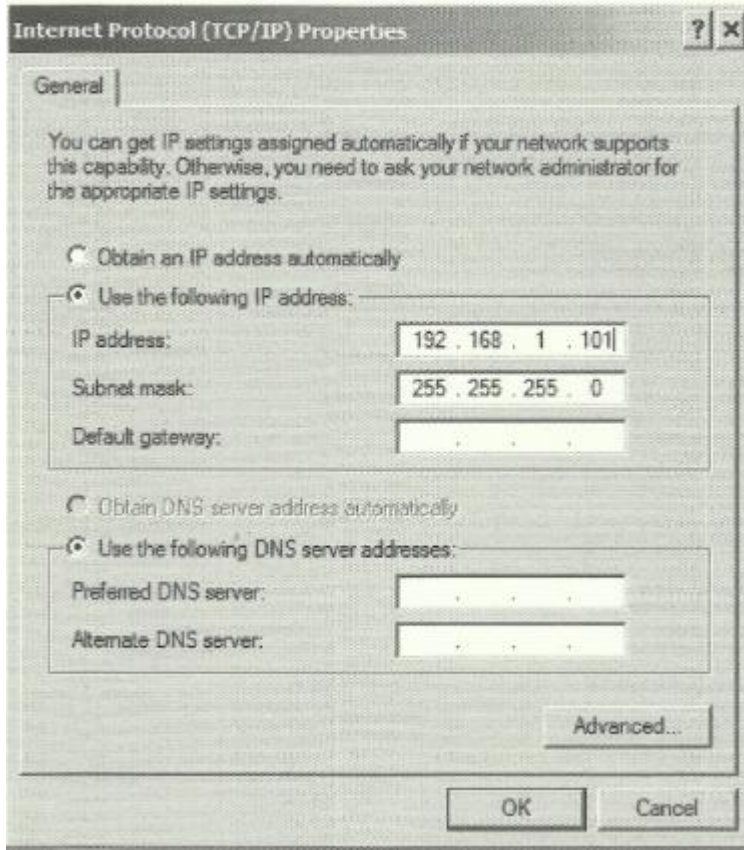 Internet Protocol (TCP/IP) Properties
? ×
General
You can get IP settings assigned automatically if your network supports
this capability. Otherwise, you need to ask your network administrator for
the appropriate IP settings.
Obtain an IP address automatically
Use the following IP address:
IP address: 192 . 168 . 1 . 101
Subnet mask: 255 . 255 . 255 . 0
Default gateway: . . .
Obtain DNS server address automatically
Use the following DNS server addresses:
Preferred DNS server: . . .
Alternate DNS server: . . .
Advanced...
OK Cancel